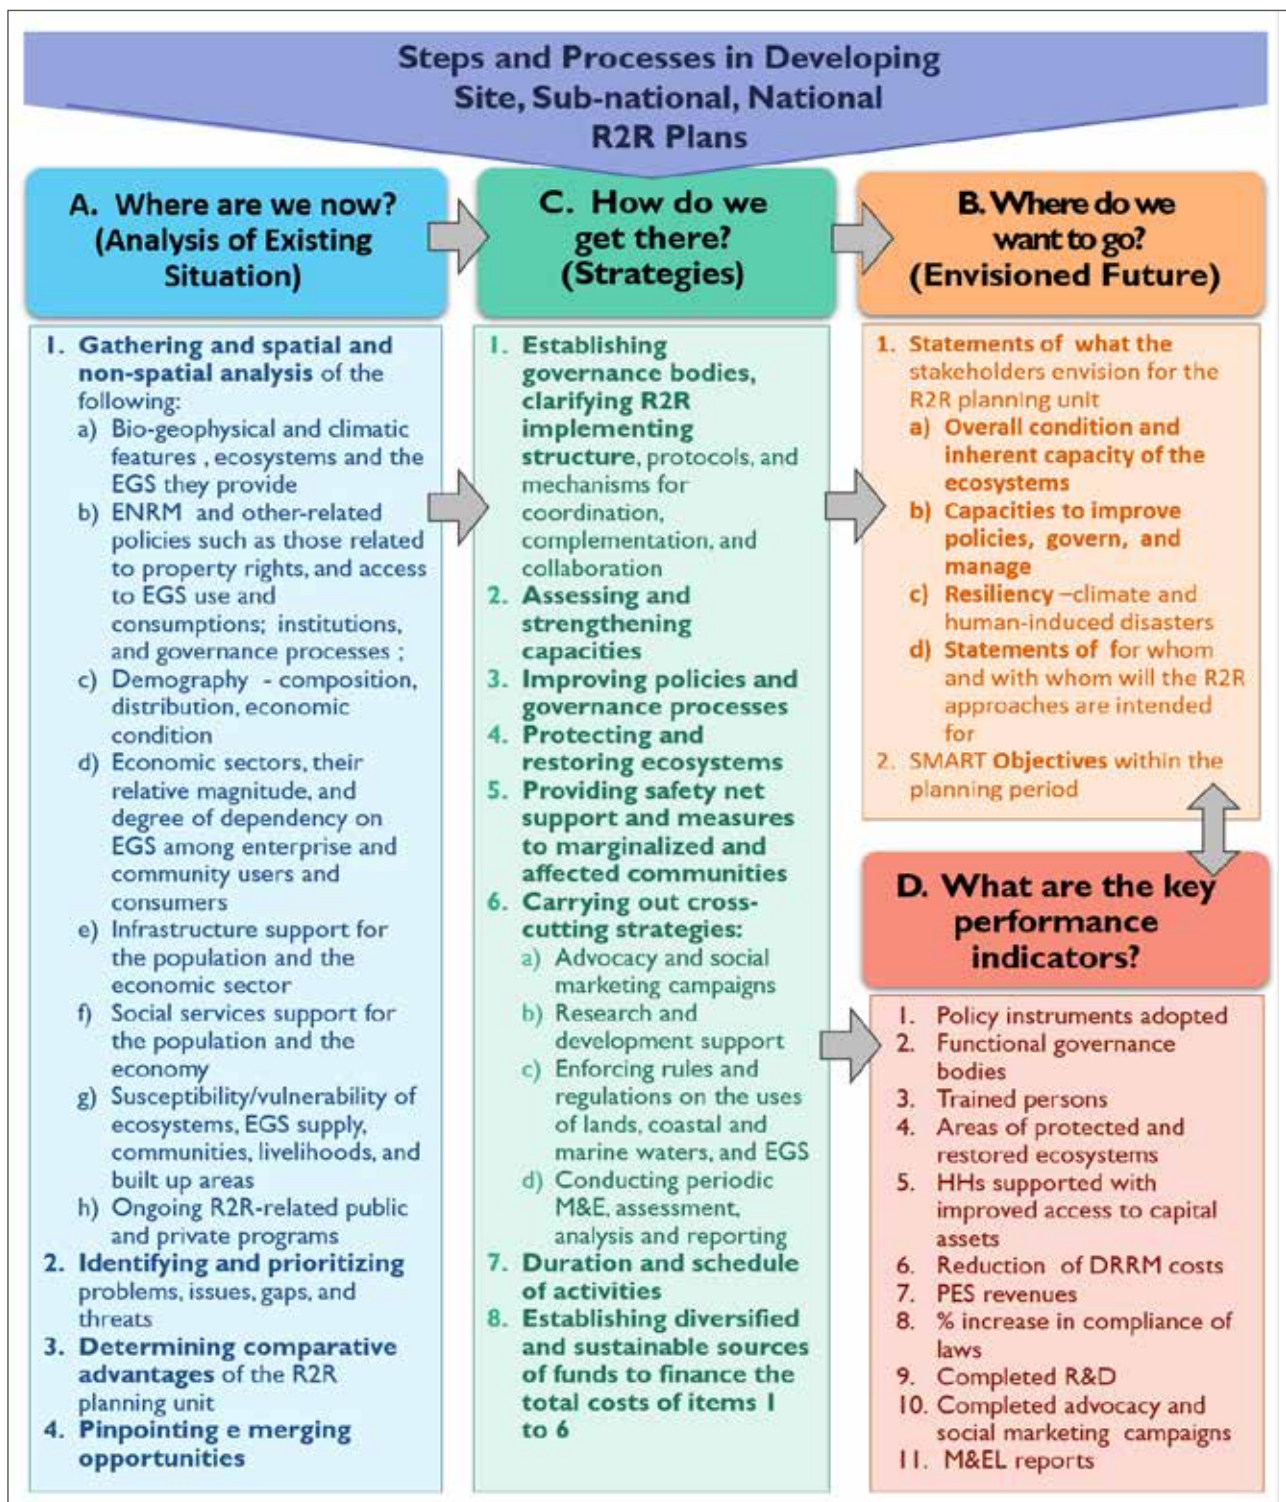 Steps and Processes in Developing
Site, Sub-national, National
R2R Plans
A. Where are we now?
(Analysis of Existing
Situation)
1. Gathering and spatial and
non-spatial analysis of the
following:
a) Bio-geophysical and climatic
features , ecosystems and the
EGS they provide
b) ENRM and other-related
policies such as those related
to property rights, and access
to EGS use and
consumptions; institutions,
and governance processes ;
c) Demography - composition,
distribution, economic
condition
d) Economic sectors, their
relative magnitude, and
degree of dependency on
EGS among enterprise and
community users and
consumers
e) Infrastructure support for
the population and the
economic sector
f) Social services support for
the population and the
economy
g) Susceptibility/vulnerability of
ecosystems, EGS supply,
communities, livelihoods, and
built up areas
h) Ongoing R2R-related public
and private programs
2. Identifying and prioritizing
problems, issues, gaps, and
threats
3. Determining comparative
advantages of the R2R
planning unit
4. Pinpointing e merging
opportunities
C. How do we
get there?
(Strategies)
1. Establishing
governance bodies,
clarifying R2R
implementing
structure, protocols, and
mechanisms for
coordination,
complementation, and
collaboration
2. Assessing and
strengthening
capacities
3. Improving policies and
governance processes
4. Protecting and
restoring ecosystems
5. Providing safety net
support and measures
to marginalized and
affected communities
6. Carrying out cross-
cutting strategies:
a) Advocacy and social
marketing campaigns
b) Research and
development support
c) Enforcing rules and
regulations on the uses
of lands, coastal and
marine waters, and EGS
d) Conducting periodic
M&E, assessment,
analysis and reporting
7. Duration and schedule
of activities
8. Establishing diversified
and sustainable sources
of funds to finance the
total costs of items 1
to 6
B. Where do we
want to go?
(Envisioned Future)
1. Statements of what the
stakeholders envision for the
R2R planning unit
a) Overall condition and
inherent capacity of the
ecosystems
b) Capacities to improve
policies, govern, and
manage
c) Resiliency –climate and
human-induced disasters
d) Statements of for whom
and with whom will the R2R
approaches are intended
for
2. SMART Objectives within the
planning period
D. What are the key
performance
indicators?
1. Policy instruments adopted
2. Functional governance
bodies
3. Trained persons
4. Areas of protected and
restored ecosystems
5. HHs supported with
improved access to capital
assets
6. Reduction of DRRM costs
7. PES revenues
8. % increase in compliance of
laws
9. Completed R&D
10. Completed advocacy and
social marketing campaigns
11. M&EL reports